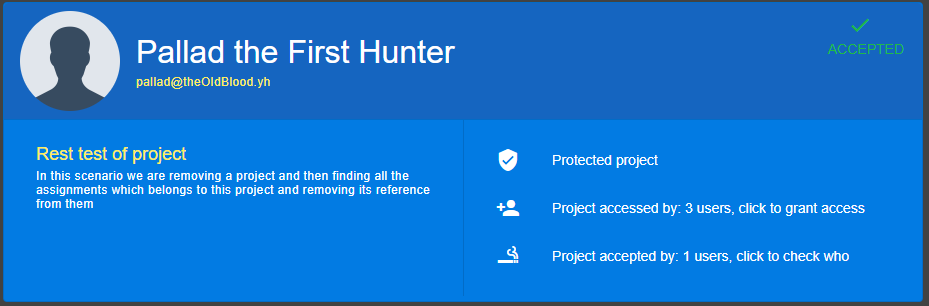 Pallad the First Hunter
pallad@theOldBlood.yh
ACCEPTED
Rest test of project
In this scenario we are removing a project and then finding all the
assignments which belongs to this project and removing its reference
from them
Protected project
Project accessed by: 3 users, click to grant access
Project accepted by: 1 users, click to check who